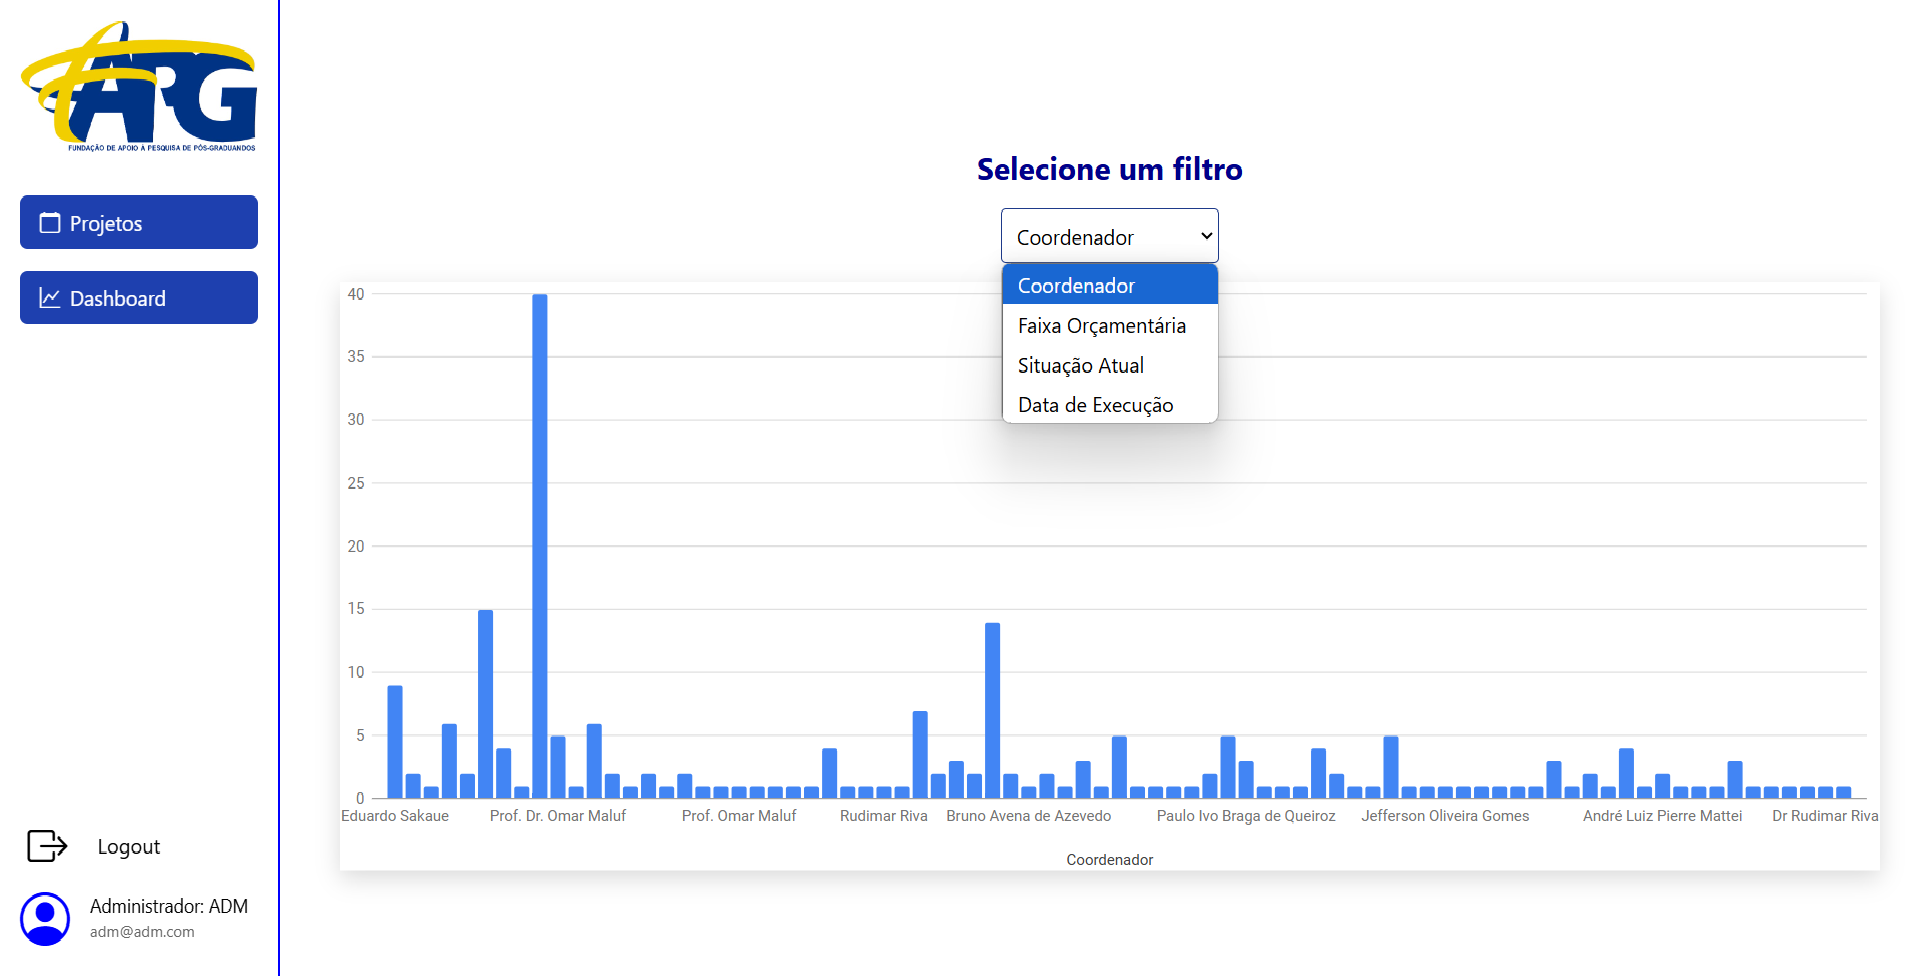 APG
FUNDAÇÃO DE APOIO À PESQUISA DE PÓS-GRADUANDOS
Projetos
Dashboard
Logout
Administrador: ADM
adm@adm.com
Selecione um filtro
Coordenador
Coordenador
Faixa Orçamentária
Situação Atual
Data de Execução
40
35
30
25
20
15
10
5
0
Eduardo Sakaue Prof. Dr. Omar Maluf Prof. Omar Maluf Rudimar Riva Bruno Avena de Azevedo Paulo Ivo Braga de Queiroz Jefferson Oliveira Gomes André Luiz Pierre Mattei Dr Rudimar Riva
Coordenador